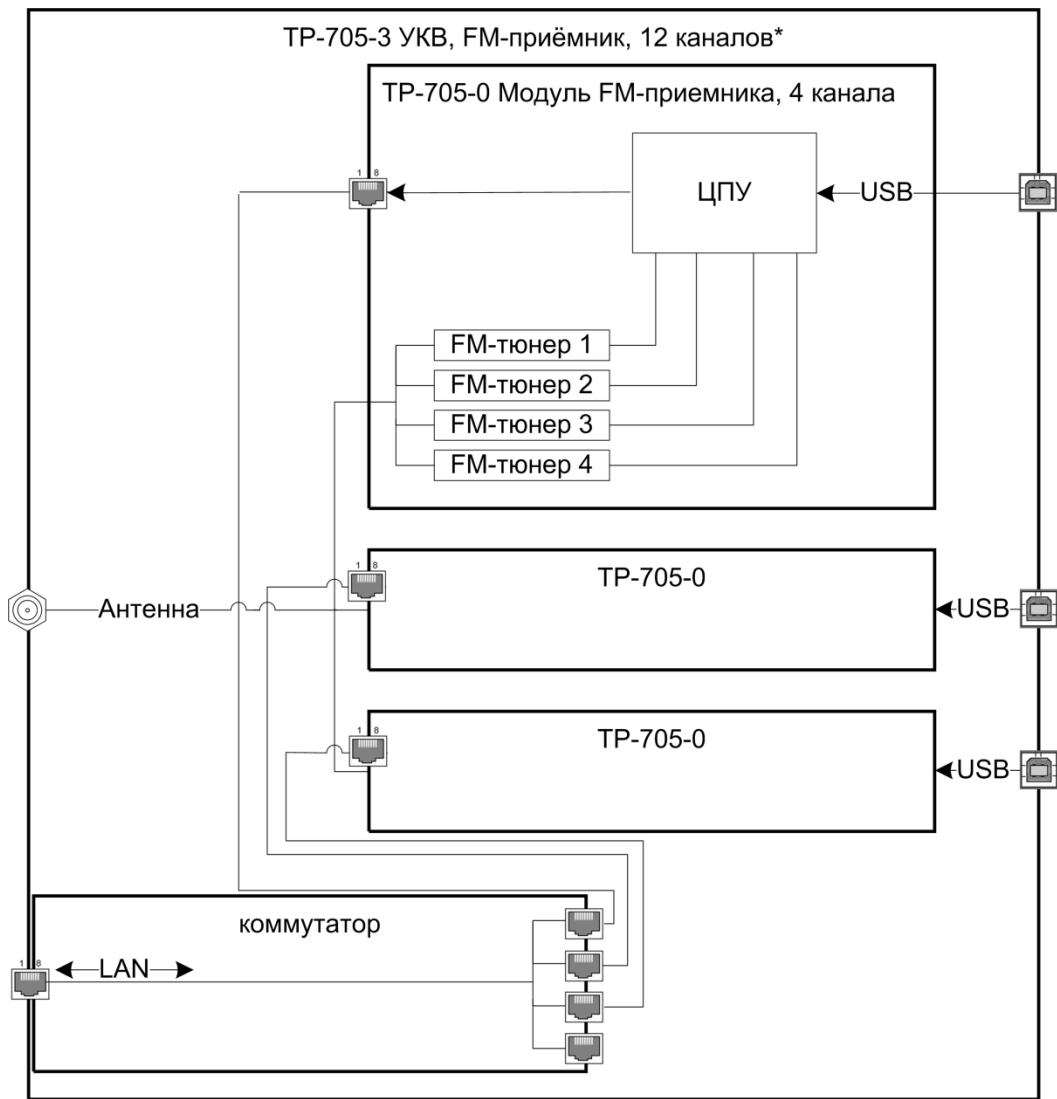 ТР-705-3 УКВ, FM-приёмник, 12 каналов*
ТР-705-0 Модуль FM-приемника, 4 канала
1 8
ЦПУ
USB
FM-тюнер 1
FM-тюнер 2
FM-тюнер 3
FM-тюнер 4
1 8
ТР-705-0
Антенна
USB
1 8
ТР-705-0
USB
коммутатор
1 8
LAN